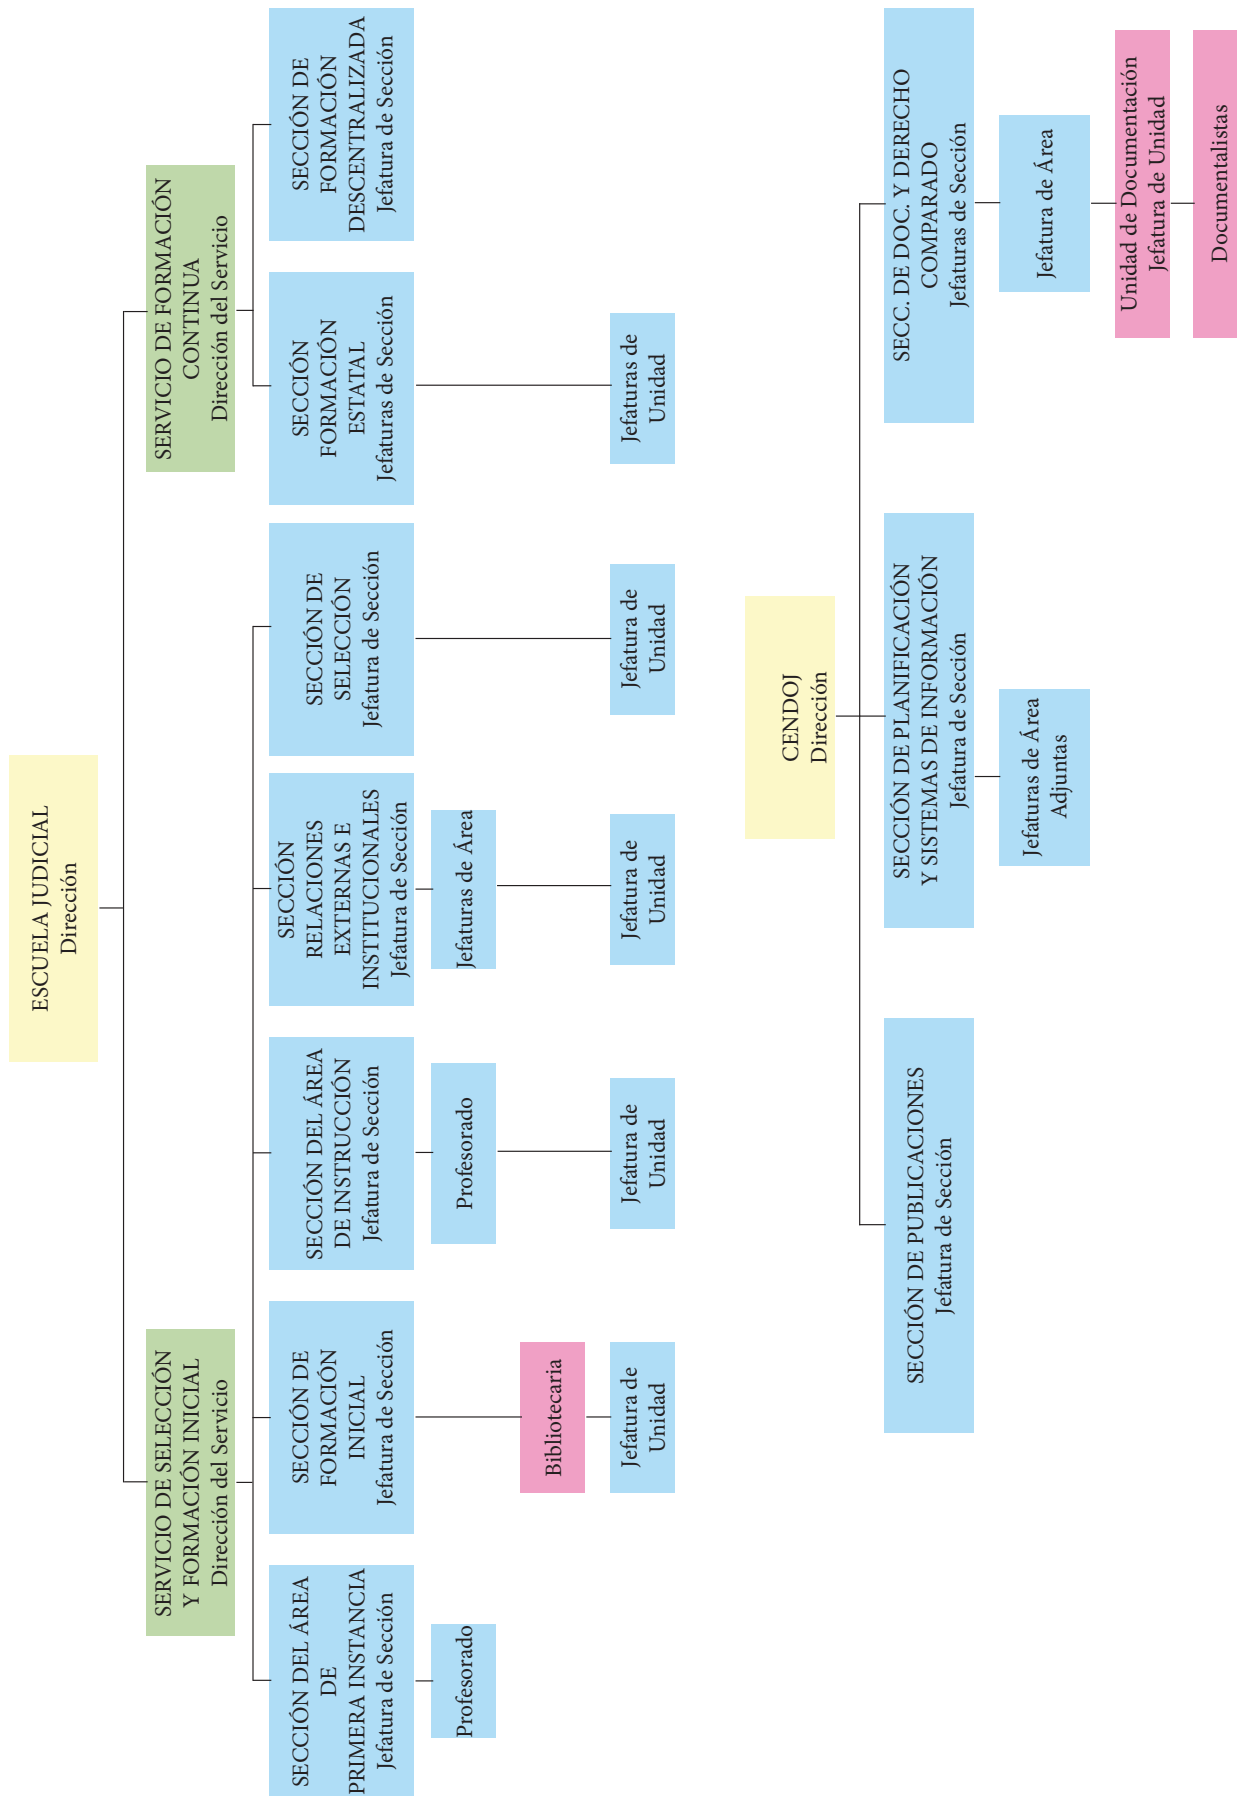 ESCUELA JUDICIAL
Dirección
SERVICIO DE SELECCIÓN
Y FORMACIÓN INICIAL
Dirección del Servicio
SERVICIO DE FORMACIÓN
CONTINUA
Dirección del Servicio
SECCIÓN DEL ÁREA
DE
PRIMERA INSTANCIA
Jefatura de Sección
SECCIÓN DE
FORMACIÓN
INICIAL
Jefatura de Sección
SECCIÓN DEL ÁREA
DE INSTRUCCIÓN
Jefatura de Sección
SECCIÓN
RELACIONES
EXTERNAS E
INSTITUCIONALES
Jefatura de Sección
SECCIÓN DE
SELECCIÓN
Jefatura de Sección
SECCIÓN
FORMACIÓN
ESTATAL
Jefaturas de Sección
SECCIÓN DE
FORMACIÓN
DESCENTRALIZADA
Jefatura de Sección
Profesorado
Profesorado
Jefaturas de Área
Bibliotecaria
Jefatura de
Unidad
Jefatura de
Unidad
Jefatura de
Unidad
Jefatura de
Unidad
Jefaturas de
Unidad
CENDOJ
Dirección
SECCIÓN DE PUBLICACIONES
Jefatura de Sección
SECCIÓN DE PLANIFICACIÓN
Y SISTEMAS DE INFORMACIÓN
Jefatura de Sección
SECC. DE DOC. Y DERECHO
COMPARADO
Jefaturas de Sección
Jefaturas de Área
Adjuntas
Jefatura de Área
Unidad de Documentación
Jefatura de Unidad
Documentalistas